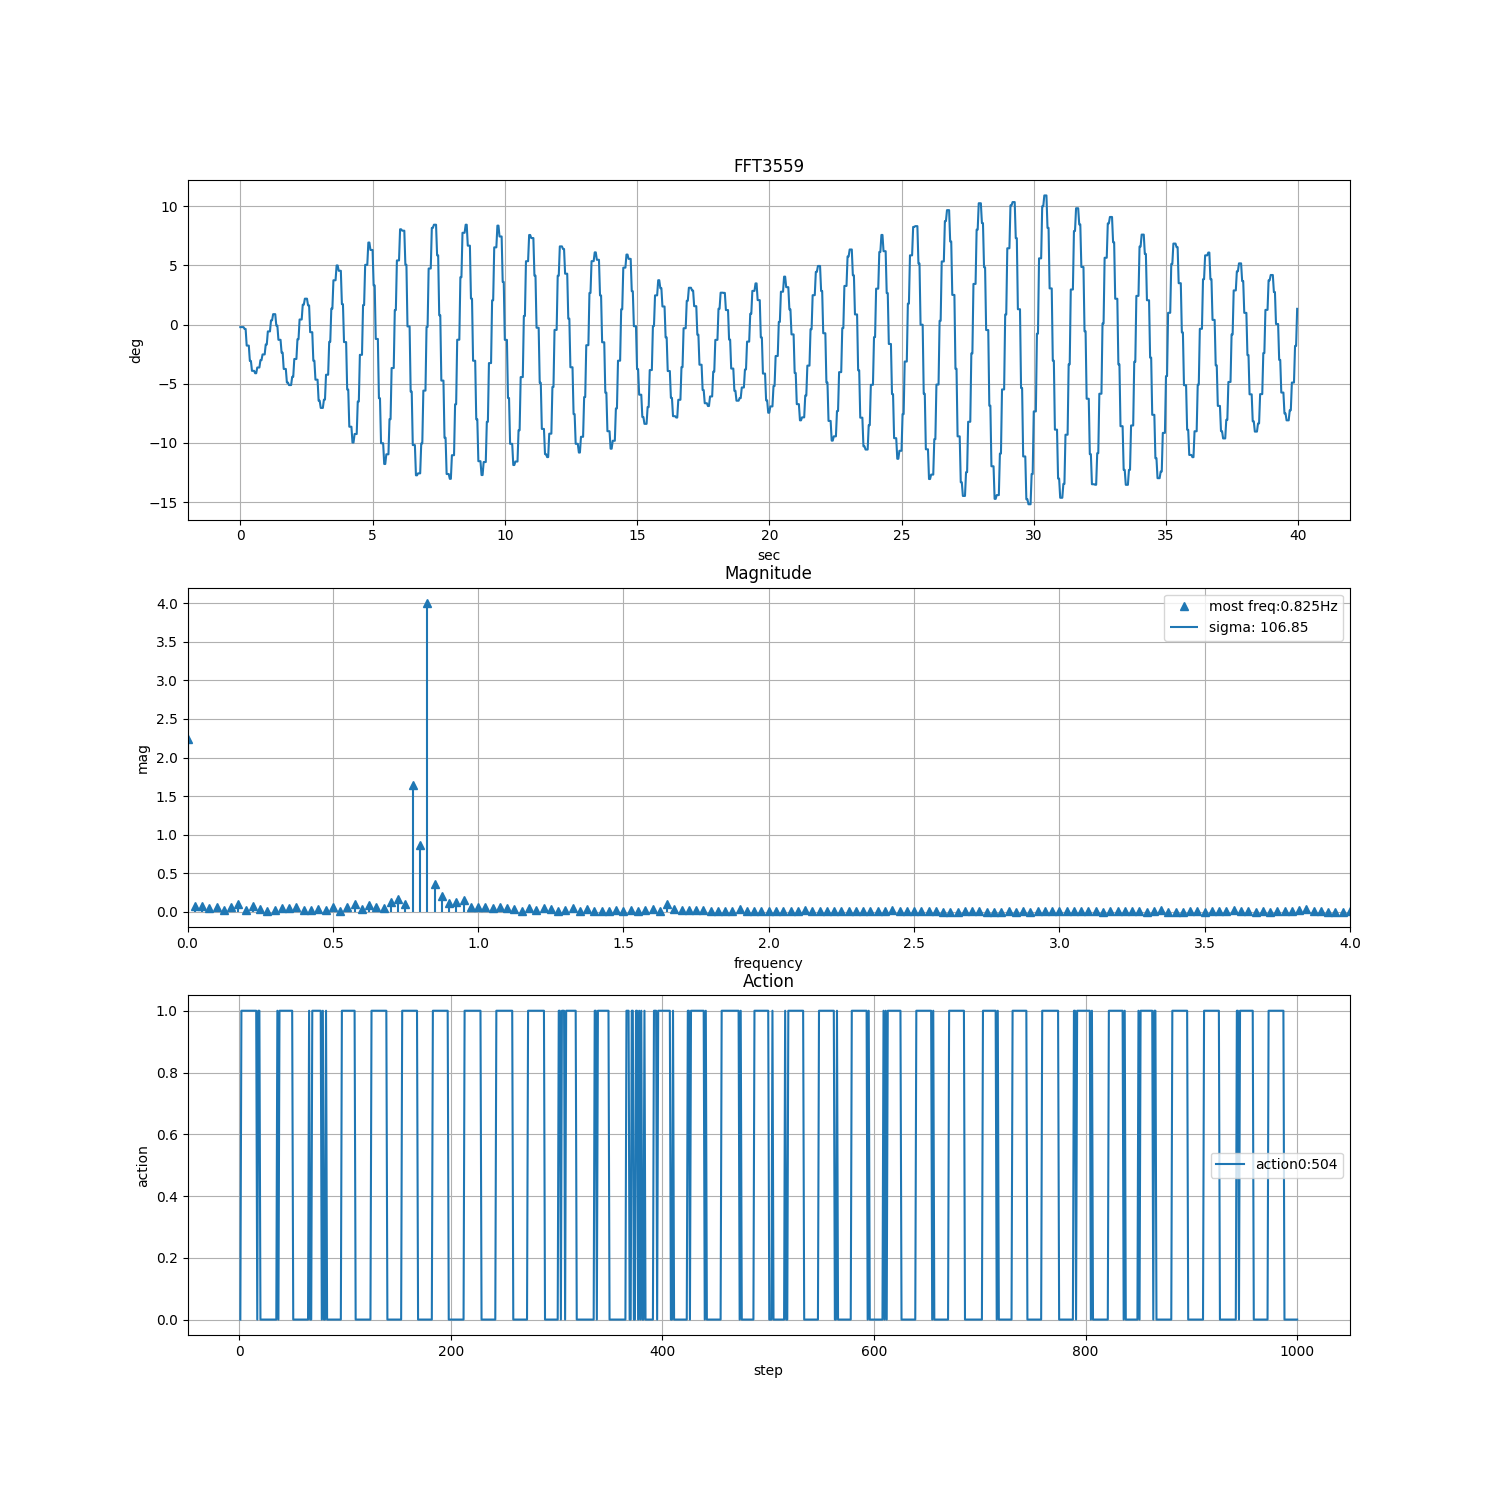 FFT3559
10
5
0
−5
−10
−15
deg
0 5 10 15 20 25 30 35 40
sec
Magnitude
4.0
3.5
3.0
2.5
2.0
1.5
1.0
0.5
0.0
mag
most freq:0.825Hz
sigma: 106.85
0.0 0.5 1.0 1.5 2.0 2.5 3.0 3.5 4.0
frequency
Action
1.0
0.8
0.6
0.4
0.2
0.0
action
action0:504
0 200 400 600 800 1000
step